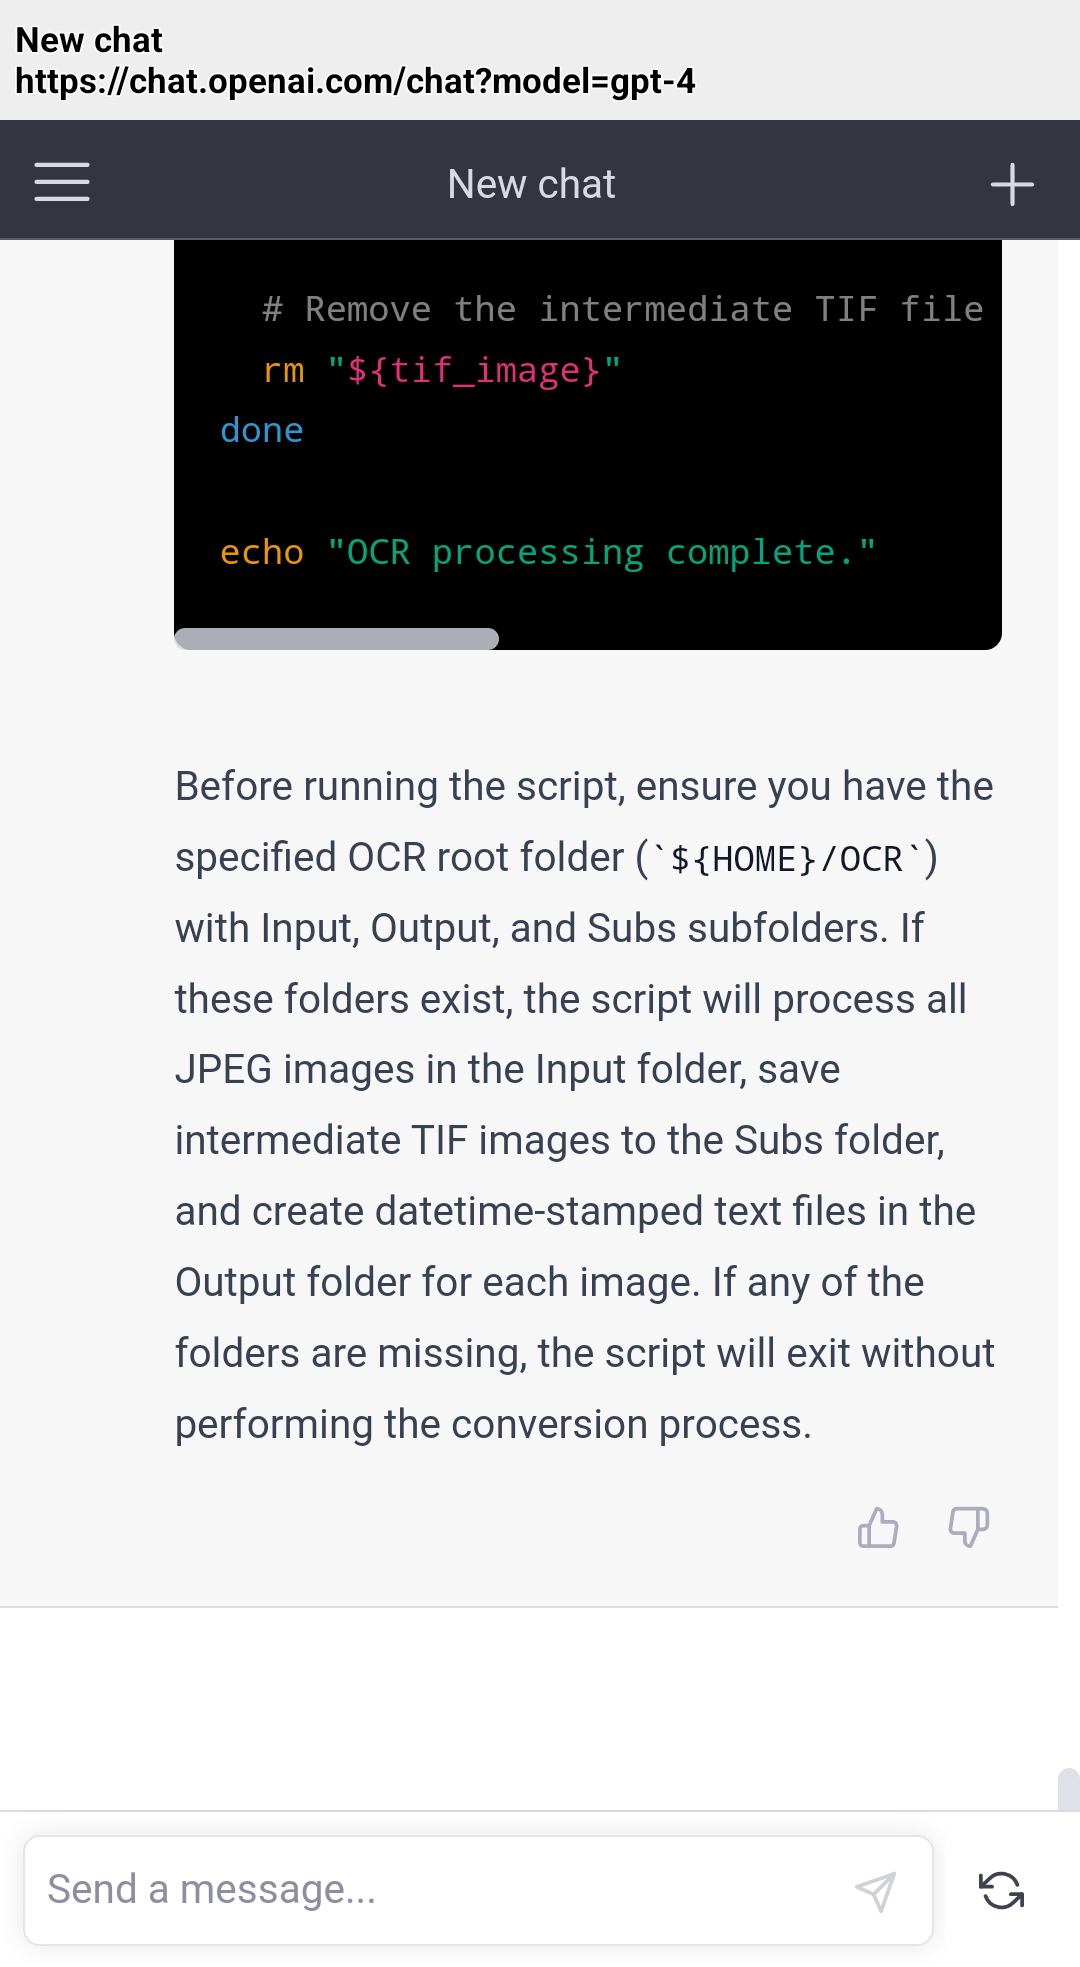 New chat
https://chat.openai.com/chat?model=gpt-4
New chat
# Remove the intermediate TIF file
rm "${tif_image}"
done
echo "OCR processing complete."
Before running the script, ensure you have the
specified OCR root folder (`${HOME}/OCR`)
with Input, Output, and Subs subfolders. If
these folders exist, the script will process all
JPEG images in the Input folder, save
intermediate TIF images to the Subs folder,
and create datetime-stamped text files in the
Output folder for each image. If any of the
folders are missing, the script will exit without
performing the conversion process.
Send a message...